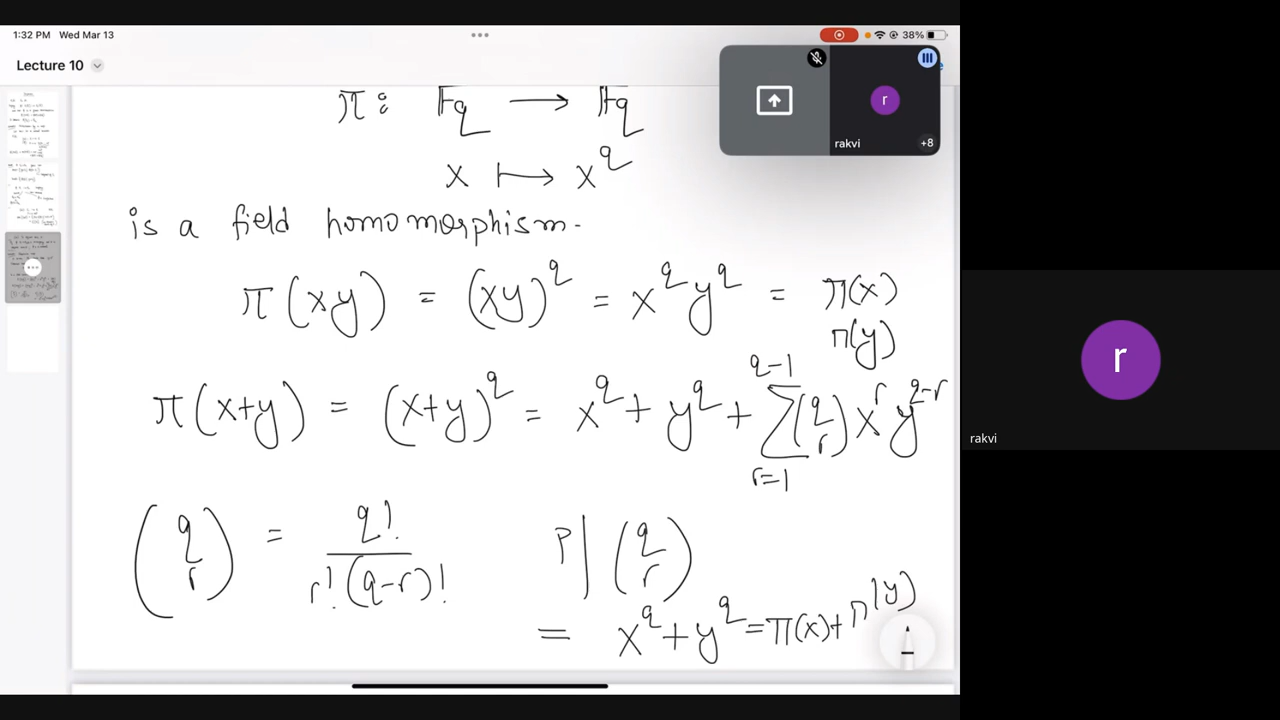 1:32 PM Wed Mar 13
38%
Lecture 10
π : F_q ⟶ F_q
x ⟼ x^q
is a field homomorphism.
π(xy) = (xy)^q = x^q y^q = π(x)
π(y)
π(x+y) = (x+y)^q = x^q + y^q + ∑_{r=1}^{q-1} (q r) x^r y^{q-r}
(q r) = q! / r!(q-r)!   p | (q r)
= x^q + y^q = π(x) + π(y)
r
rakvi
+8
r
rakvi